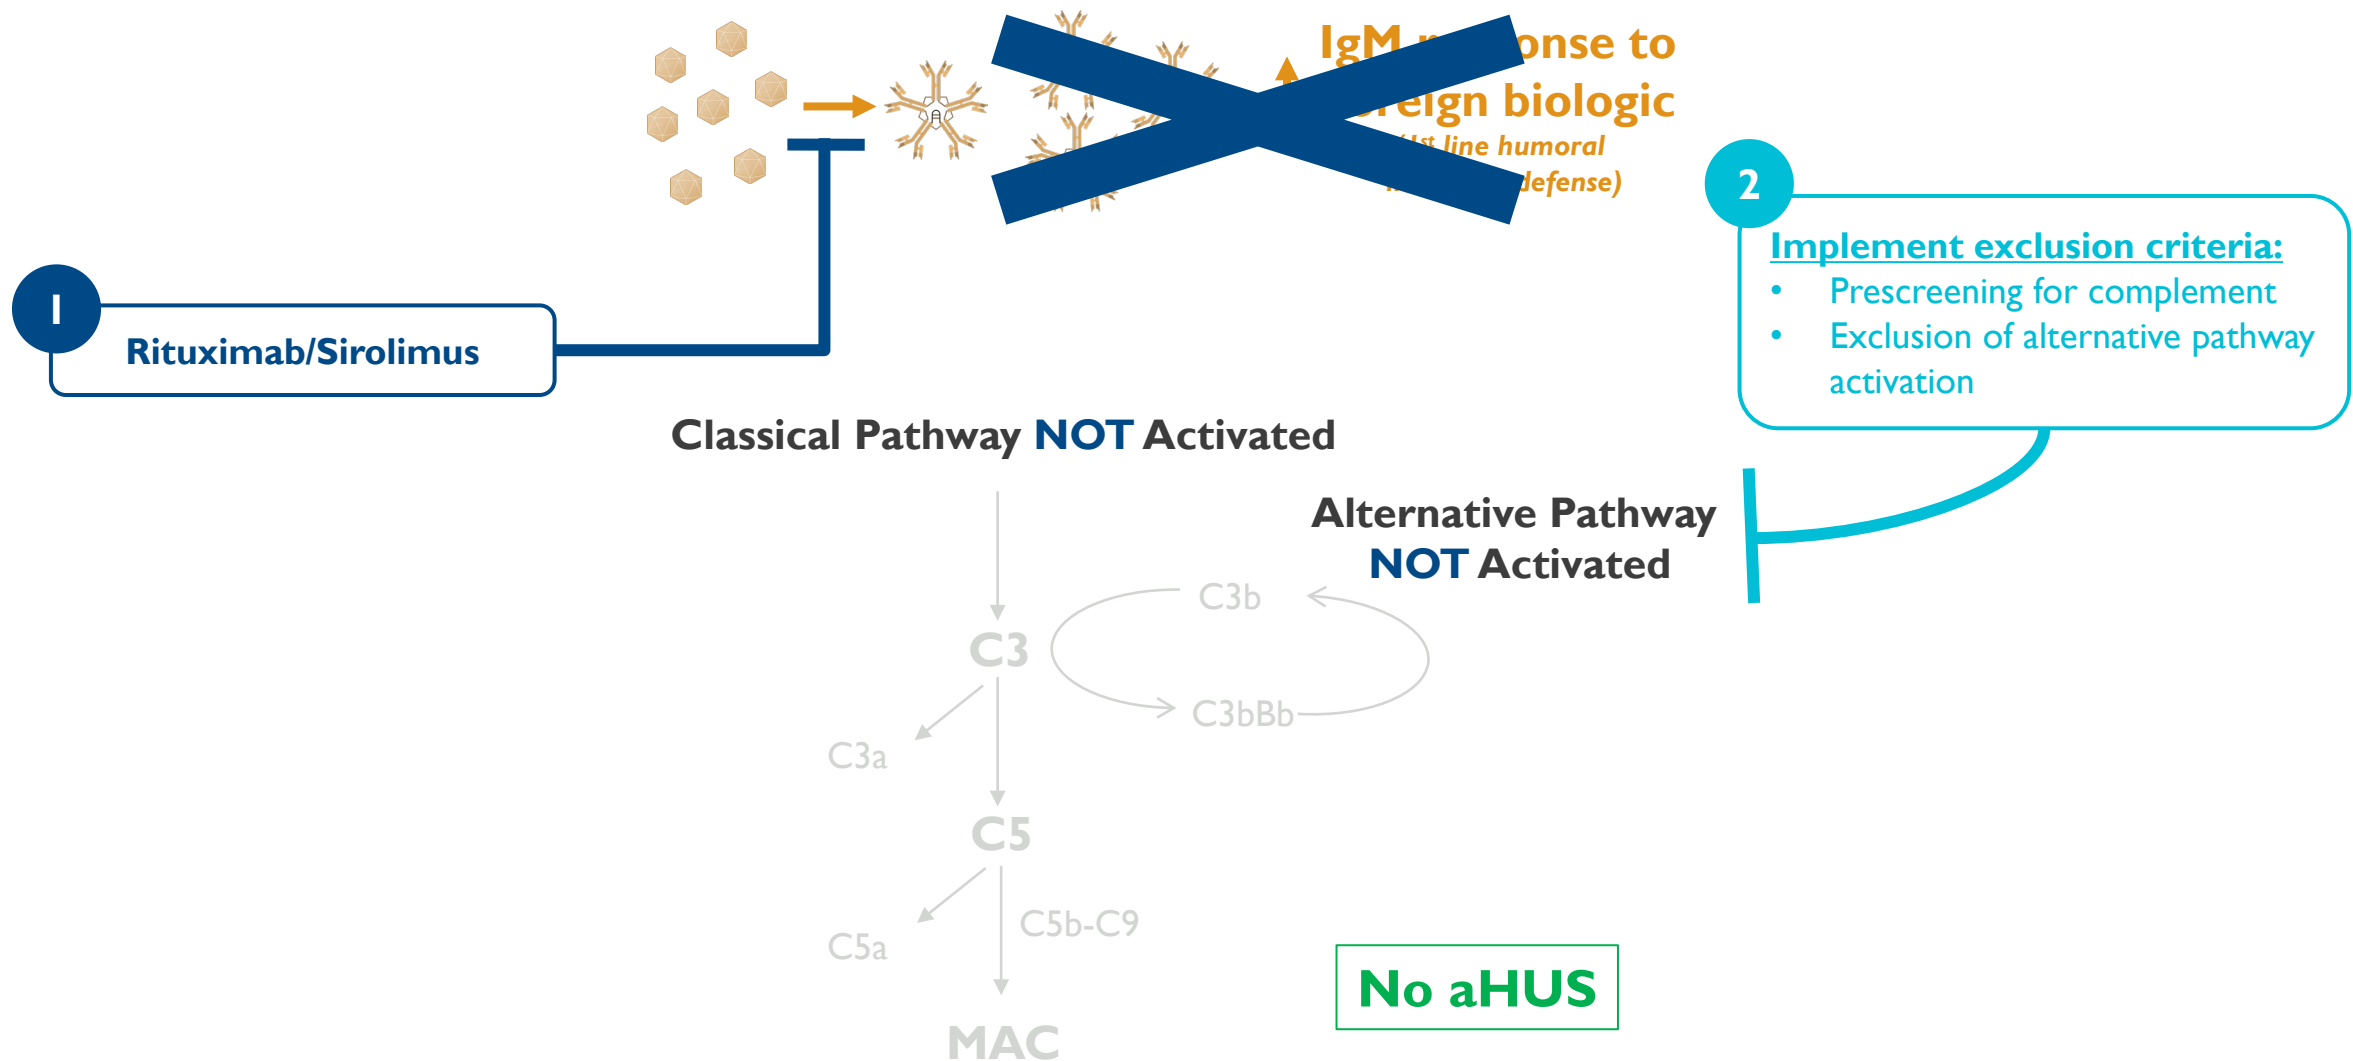 IgM onse to
eign biologic
line humoral
defense)
2
Implement exclusion criteria:
• Prescreening for complement
• Exclusion of alternative pathway
activation
1
Rituximab/Sirolimus
Classical Pathway NOT Activated
Alternative Pathway
NOT Activated
C3b
C3
C3bBb
C3a
C5
C5b-C9
C5a
No aHUS
MAC